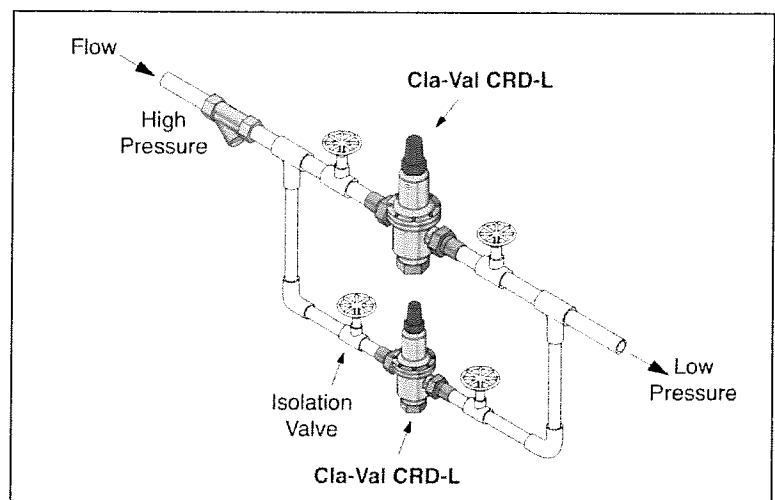 Flow
Cla-Val CRD-L
High
Pressure
Low
Pressure
Isolation
Valve
Cla-Val CRD-L